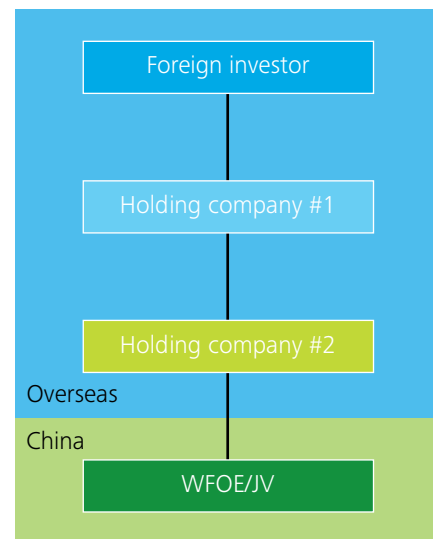 Foreign investor
Holding company #1
Holding company #2
Overseas
China
WFOE/JV